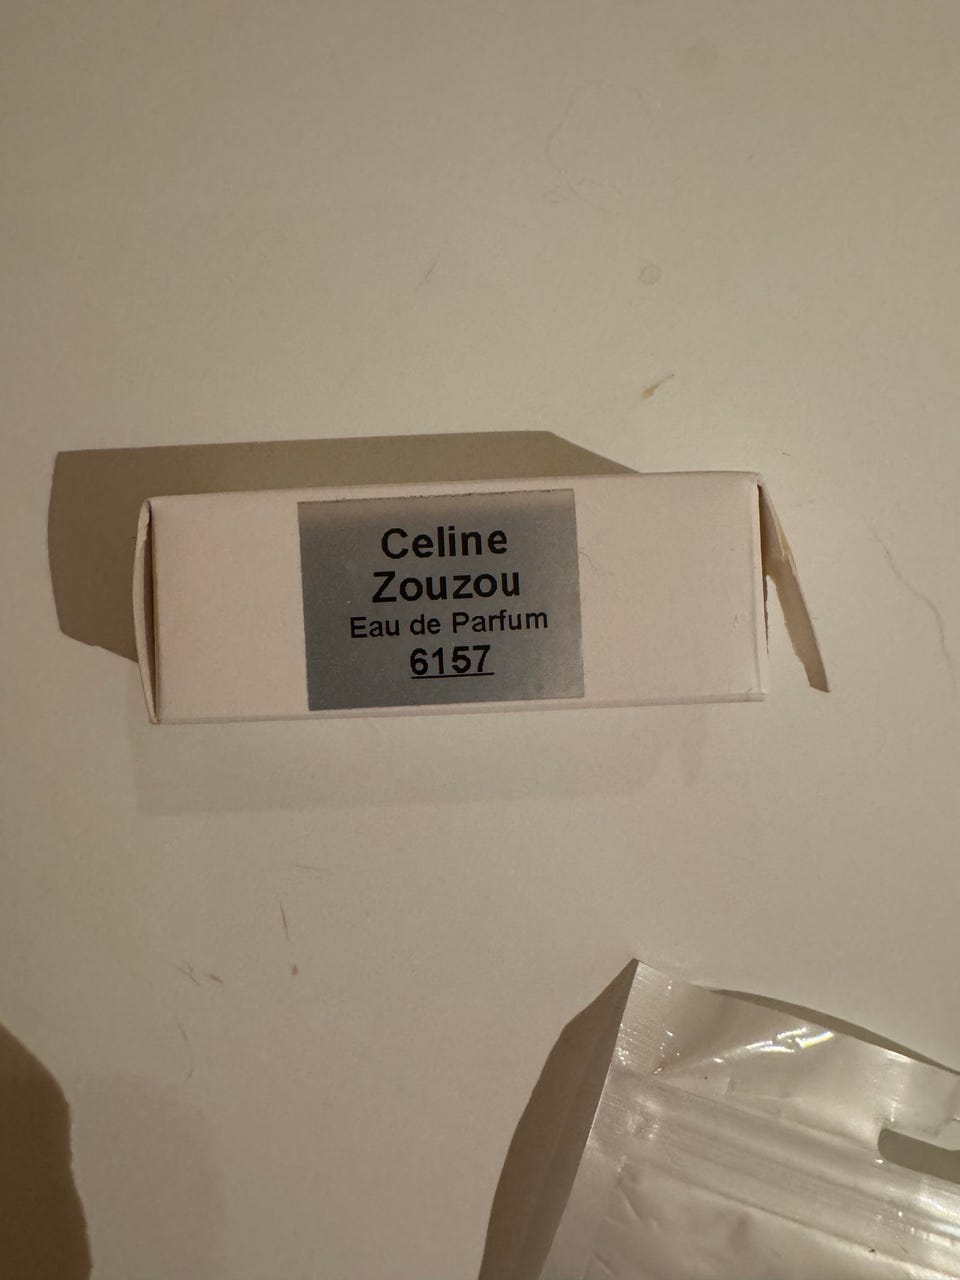 Celine
Zouzou
Eau de Parfum
6157